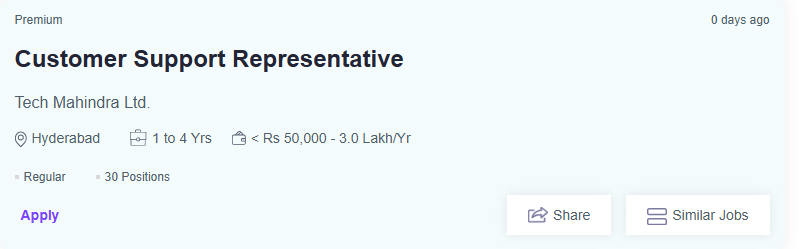 Premium 0 days ago
Customer Support Representative
Tech Mahindra Ltd.
Hyderabad 1 to 4 Yrs < Rs 50,000 - 3.0 Lakh/Yr
Regular 30 Positions
Apply Share Similar Jobs